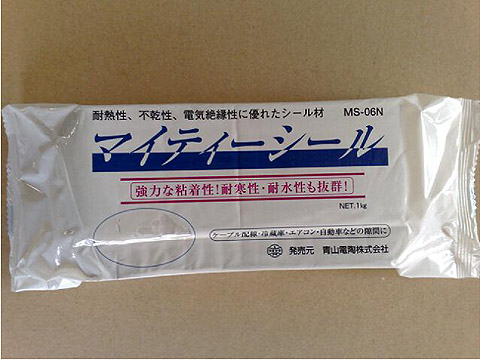 耐熱性、不乾性、電気絶縁性に優れたシール材 MS-06N
マイティーシール
強力な粘着性!耐寒性・耐水性も抜群!
NET.1kg
ケーブル配線・冷蔵庫・エアコン・自動車などの隙間に
発売元 青山電陶株式会社